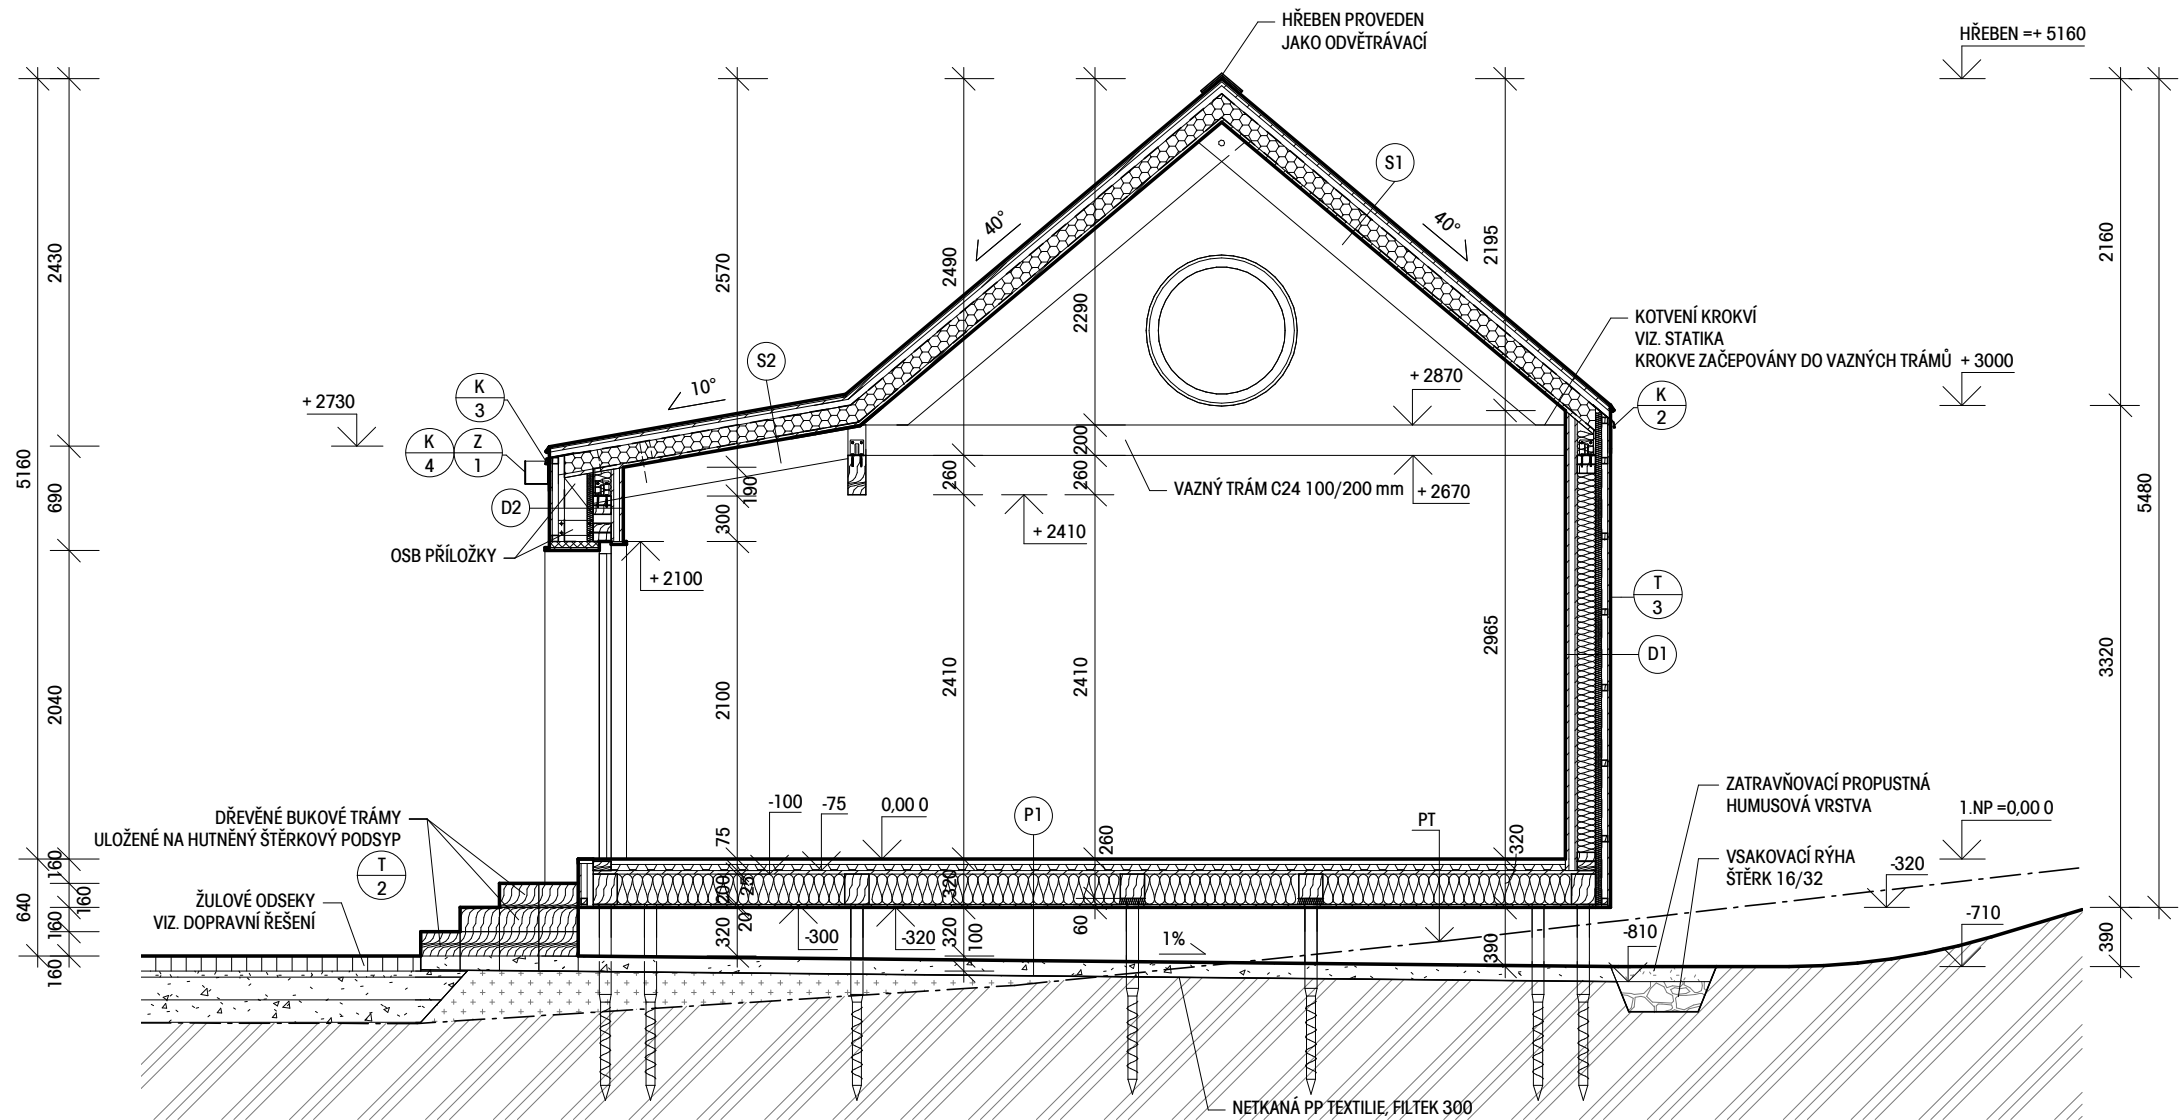 HŘEBEN PROVEDEN
JAKO ODVĚTRÁVACÍ
HŘEBEN =+ 5160
S1
40°
40°
2430
2570
2490
2290
2195
2160
KOTVENÍ KROKVÍ
VIZ. STATIKA
KROKVE ZAČEPOVÁNY DO VAZNÝCH TRÁMŮ
+ 3000
S2
10°
K
3
K
2
+ 2730
+ 2870
K
4
Z
1
5160
690
5480
200
260
260
190
300
VAZNÝ TRÁM C24 100/200 mm
+ 2670
D2
+ 2410
OSB PŘÍLOŽKY
+ 2100
T
3
D1
2040
2100
2410
2410
2965
3320
ZATRAVŇOVACÍ PROPUSTNÁ
HUMUSOVÁ VRSTVA
DŘEVĚNÉ BUKOVÉ TRÁMY
ULOŽENÉ NA HUTNĚNÝ ŠTĚRKOVÝ PODSYP
-100
-75
0,00 0
P1
PT
1.NP =0,00 0
75
260
320
VSAKOVACÍ RÝHA
ŠTĚRK 16/32
-320
T
2
160
160
160
160
640
ŽULOVÉ ODSEKY
VIZ. DOPRAVNÍ ŘEŠENÍ
200
25
320
20
320
320
100
60
-300
-320
1%
390
-810
-710
390
NETKANÁ PP TEXTILIE, FILTEK 300